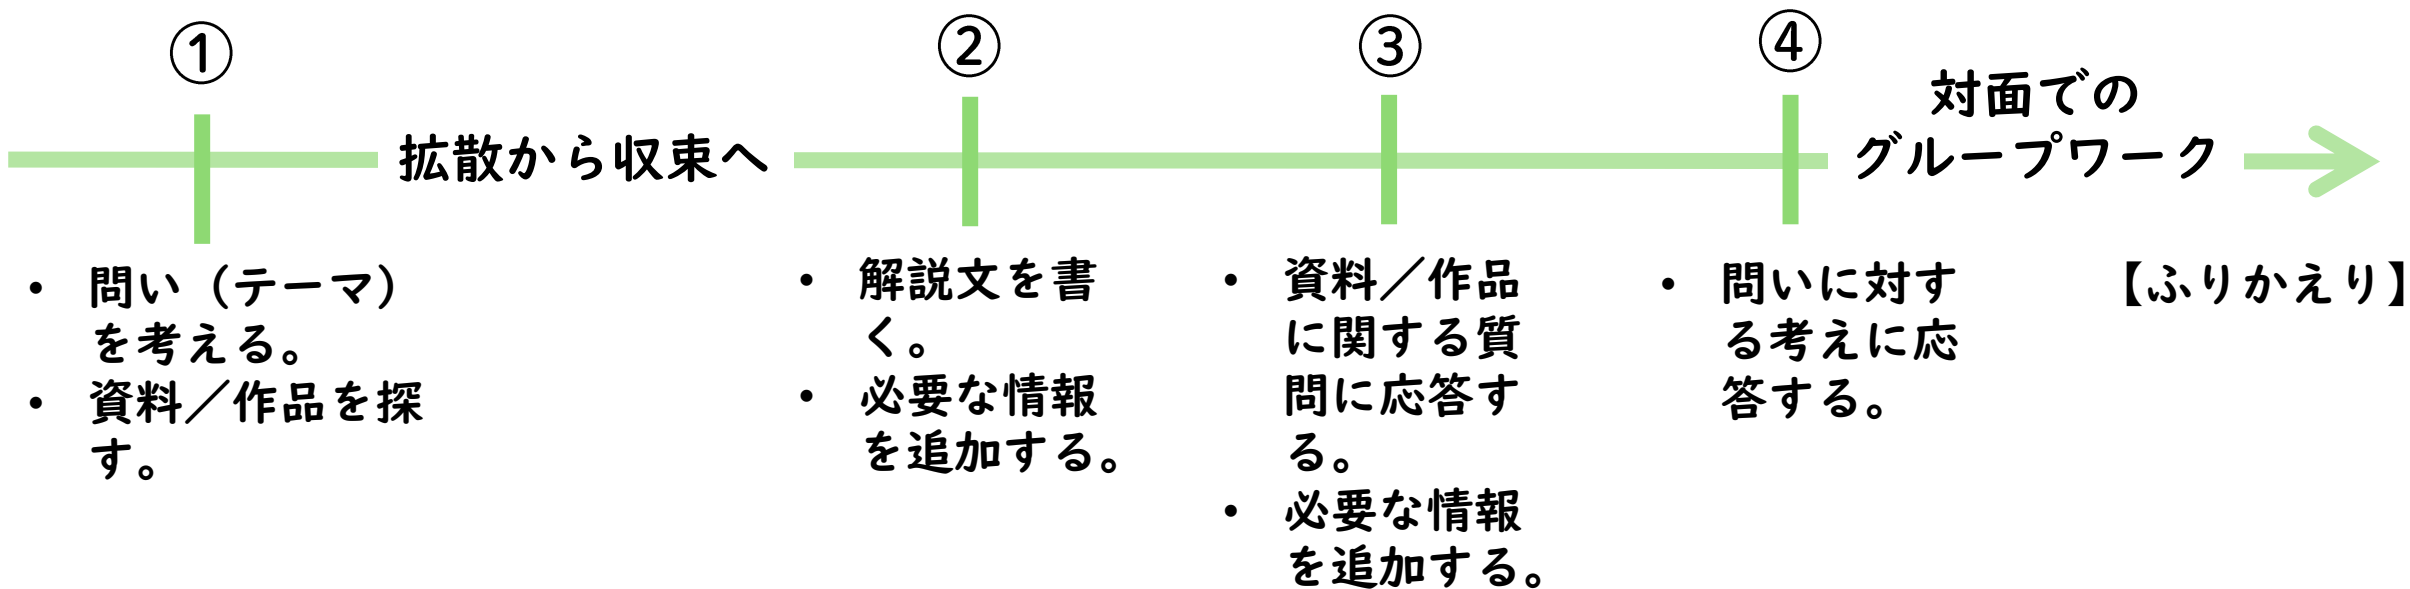 ①
拡散から収束へ
②
③
④
対面での
グループワーク
• 問い（テーマ）
を考える。
• 資料／作品を探
す。
• 解説文を書
く。
• 必要な情報
を追加する。
• 資料／作品
に関する質
問に応答す
る。
• 必要な情報
を追加する。
• 問いに対す
る考えに応
答する。
【ふりかえり】